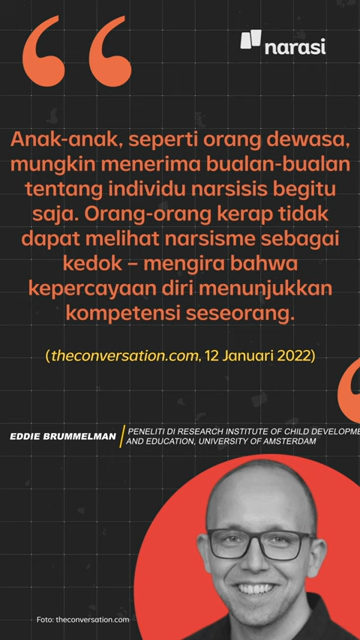 narasi
Anak-anak, seperti orang dewasa,
mungkin menerima bualan-bualan
tentang individu narsisis begitu
saja. Orang-orang kerap tidak
dapat melihat narsisme sebagai
kedok – mengira bahwa
kepercayaan diri menunjukkan
kompetensi seseorang.
(theconversation.com, 12 Januari 2022)
EDDIE BRUMMELMAN
PENELITI DI RESEARCH INSTITUTE OF CHILD DEVELOPME
AND EDUCATION, UNIVERSITY OF AMSTERDAM
Foto: theconversation.com